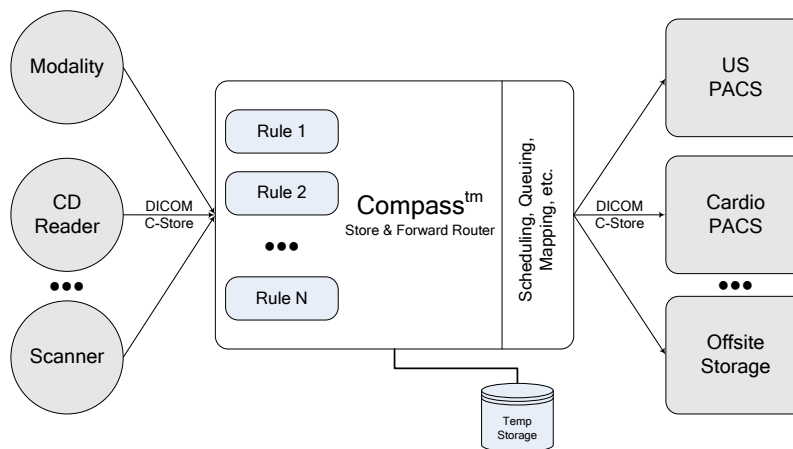 Modality
CD
Reader
●●●
Scanner
DICOM
C-Store
Rule 1
Rule 2
●●●
Rule N
Compass™
Store & Forward Router
Scheduling, Queuing,
Mapping, etc.
Temp
Storage
DICOM
C-Store
US
PACS
Cardio
PACS
●●●
Offsite
Storage